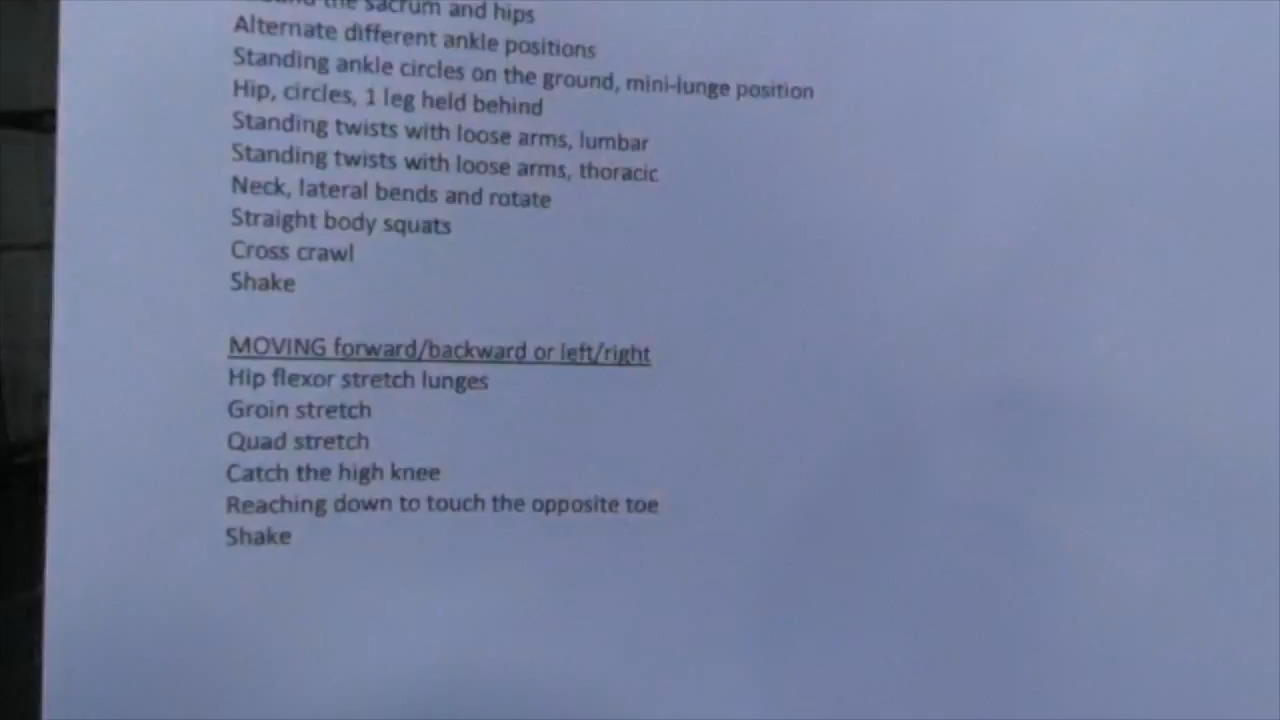 the sacrum and hips
Alternate different ankle positions
Standing ankle circles on the ground, mini-lunge position
Hip, circles, 1 leg held behind
Standing twists with loose arms, lumbar
Standing twists with loose arms, thoracic
Neck, lateral bends and rotate
Straight body squats
Cross crawl
Shake
MOVING forward/backward or left/right
Hip flexor stretch lunges
Groin stretch
Quad stretch
Catch the high knee
Reaching down to touch the opposite toe
Shake